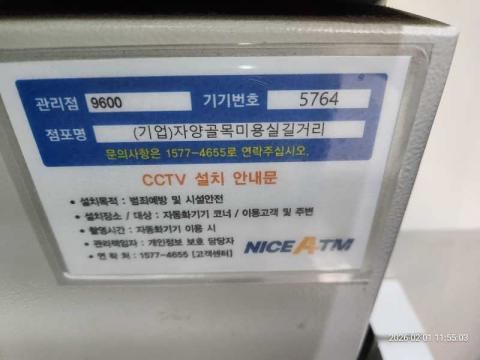 관리점 9600 기기번호 5764
점포명 (기업)자양골목미용실길거리
문의사항은 1577-4655로 연락주십시오.
CCTV 설치 안내문
• 설치목적 : 범죄예방 및 시설안전
• 설치장소 / 대상 : 자동화기기 코너 / 이용고객 및 주변
• 촬영시간 : 자동화기기 이용 시
• 관리책임자 : 개인정보 보호 담당자
• 연 락 처 : 1577-4655 [고객센터]
NICE ATM
2026.02.01 11:55:03